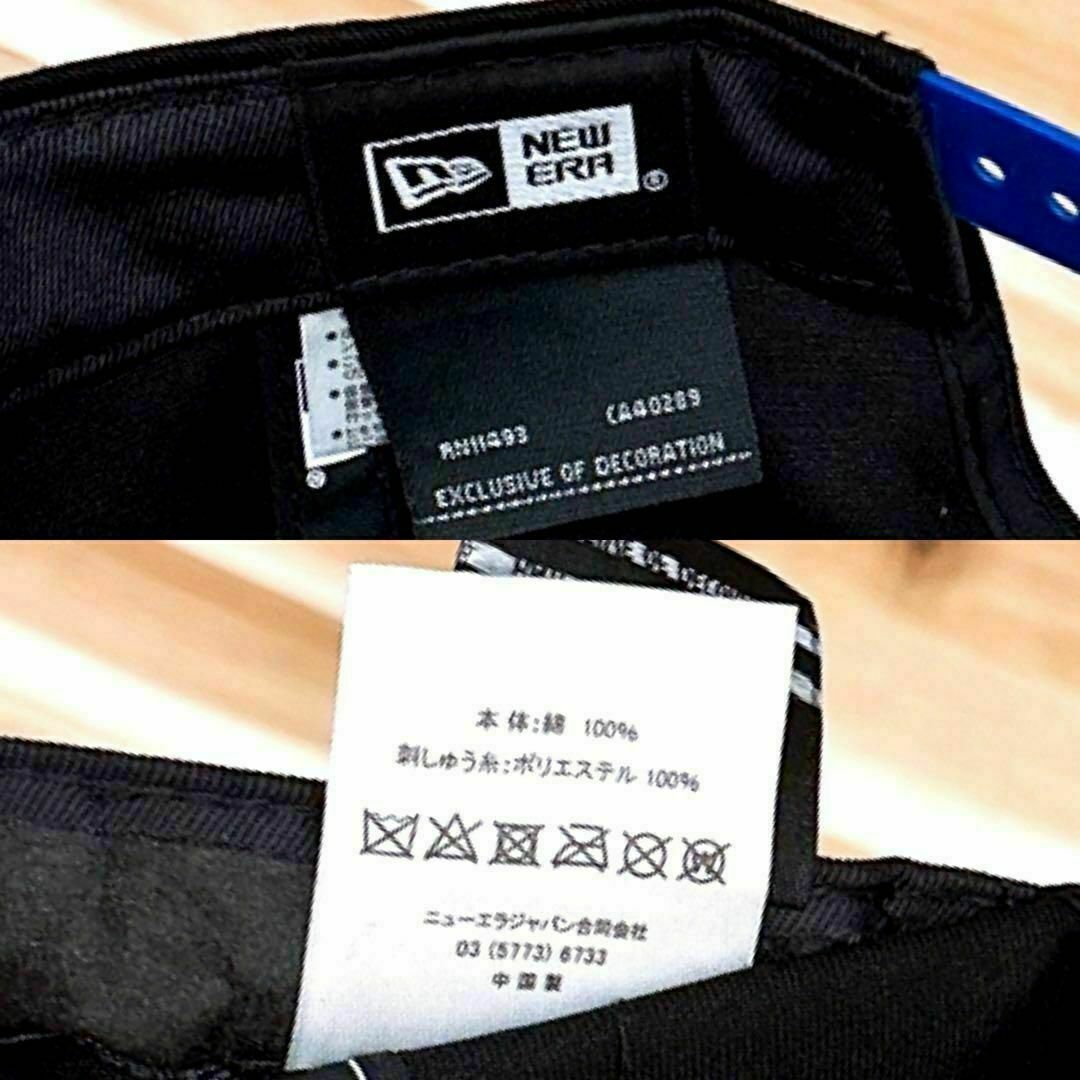 NEW
ERA
®
RN11493 CA40289
EXCLUSIVE OF DECORATION
本体:綿 100%
刺しゅう糸:ポリエステル 100%
W
ニューエラジャパン合同会社
03 (5773) 6733
中国製